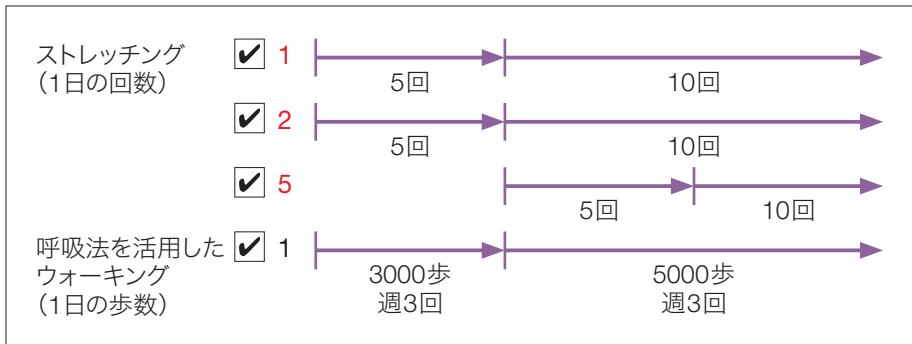 ストレッチング ✔ 1
(1日の回数) 5回 10回
✔ 2
5回 10回
✔ 5
5回 10回
呼吸法を活用した ✔ 1
ウォーキング 3000歩 5000歩
(1日の歩数) 週3回 週3回